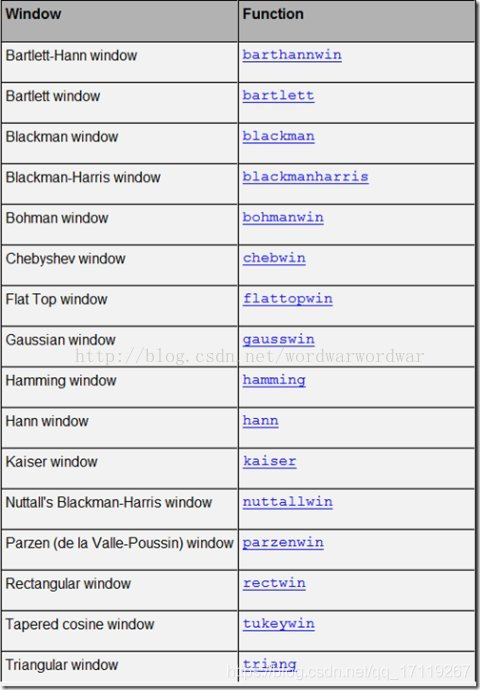 Window Function
Bartlett-Hann window barthannwin
Bartlett window bartlett
Blackman window blackman
Blackman-Harris window blackmanharris
Bohman window bohmanwin
Chebyshev window chebwin
Flat Top window flattopwin
Gaussian window gausswin
http://blog.csdn.net/wordwarwordwar
Hamming window hamming
Hann window hann
Kaiser window kaiser
Nuttall's Blackman-Harris window nuttallwin
Parzen (de la Valle-Poussin) window parzenwin
Rectangular window rectwin
Tapered cosine window tukeywin
Triangular window triang
https://blog.csdn.net/qq_17119267